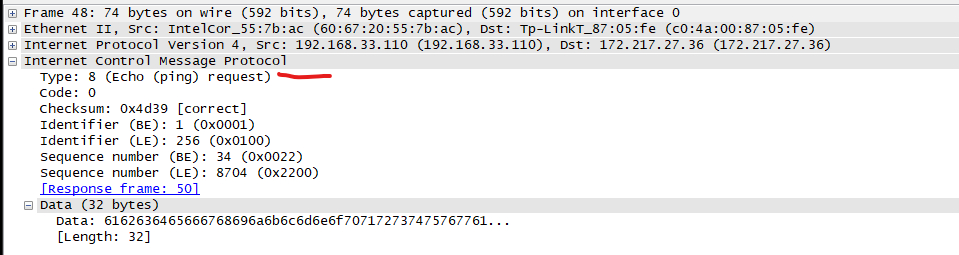 Frame 48: 74 bytes on wire (592 bits), 74 bytes captured (592 bits) on interface 0
Ethernet II, Src: IntelCor_55:7b:ac (60:67:20:55:7b:ac), Dst: Tp-LinkT_87:05:fe (c0:4a:00:87:05:fe)
Internet Protocol Version 4, Src: 192.168.33.110 (192.168.33.110), Dst: 172.217.27.36 (172.217.27.36)
Internet Control Message Protocol
Type: 8 (Echo (ping) request)
Code: 0
Checksum: 0x4d39 [correct]
Identifier (BE): 1 (0x0001)
Identifier (LE): 256 (0x0100)
Sequence number (BE): 34 (0x0022)
Sequence number (LE): 8704 (0x2200)
[Response frame: 50]
Data (32 bytes)
Data: 6162636465666768696a6b6c6d6e6f707172737475767761...
[Length: 32]